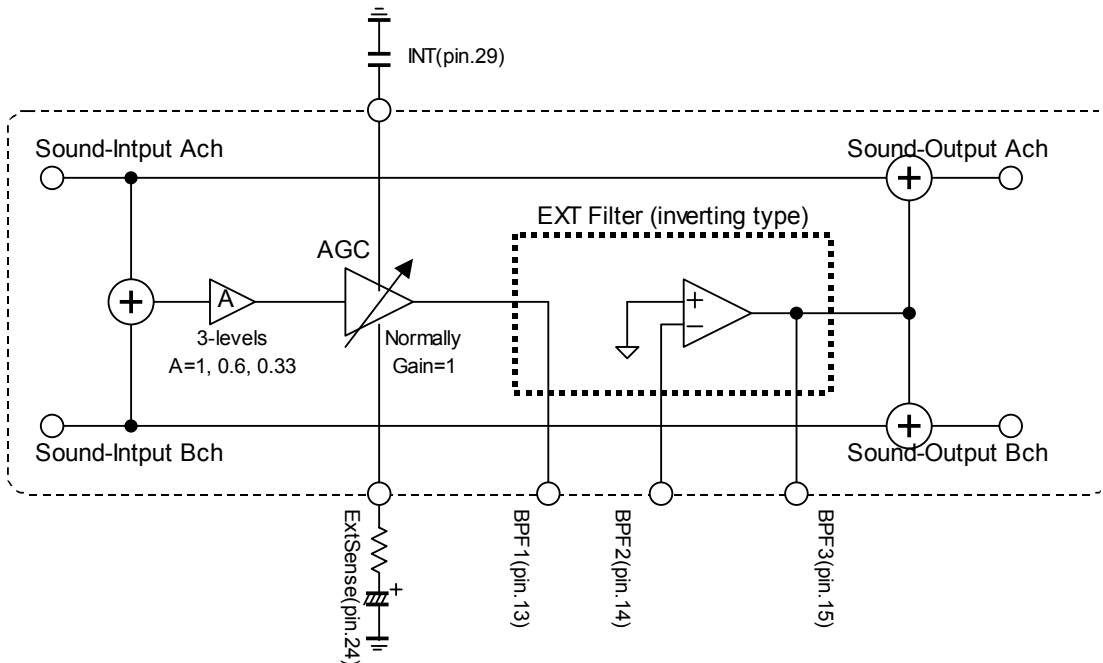 INT(pin.29)
Sound-Intput Ach
Sound-Output Ach
EXT Filter (inverting type)
AGC
+
+
A
+
−
3-levels
A=1, 0.6, 0.33
Normally
Gain=1
+
Sound-Intput Bch
Sound-Output Bch
ExtSense(pin.24)
+
BPF1(pin.13)
BPF2(pin.14)
BPF3(pin.15)